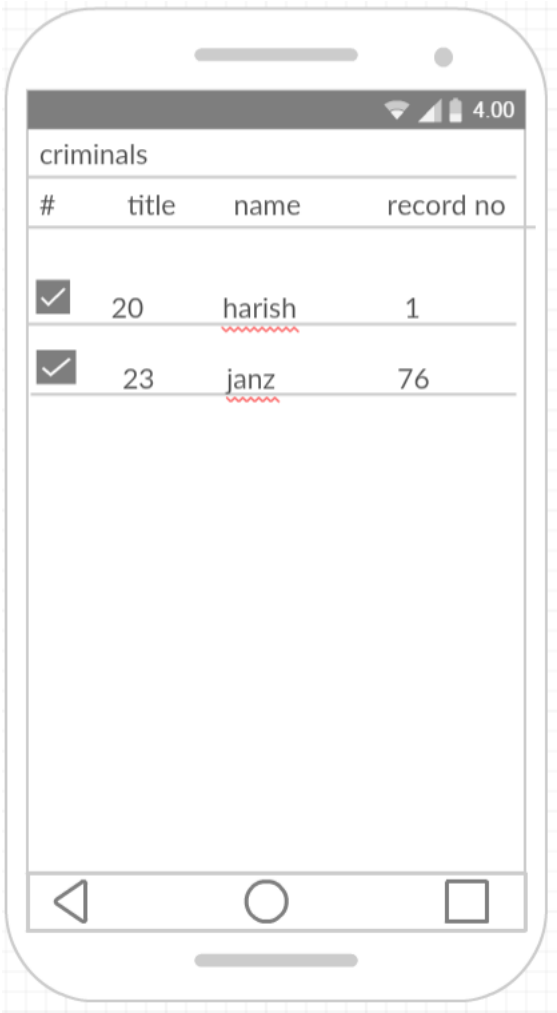 4.00
criminals
# title name record no
20 harish 1
23 janz 76